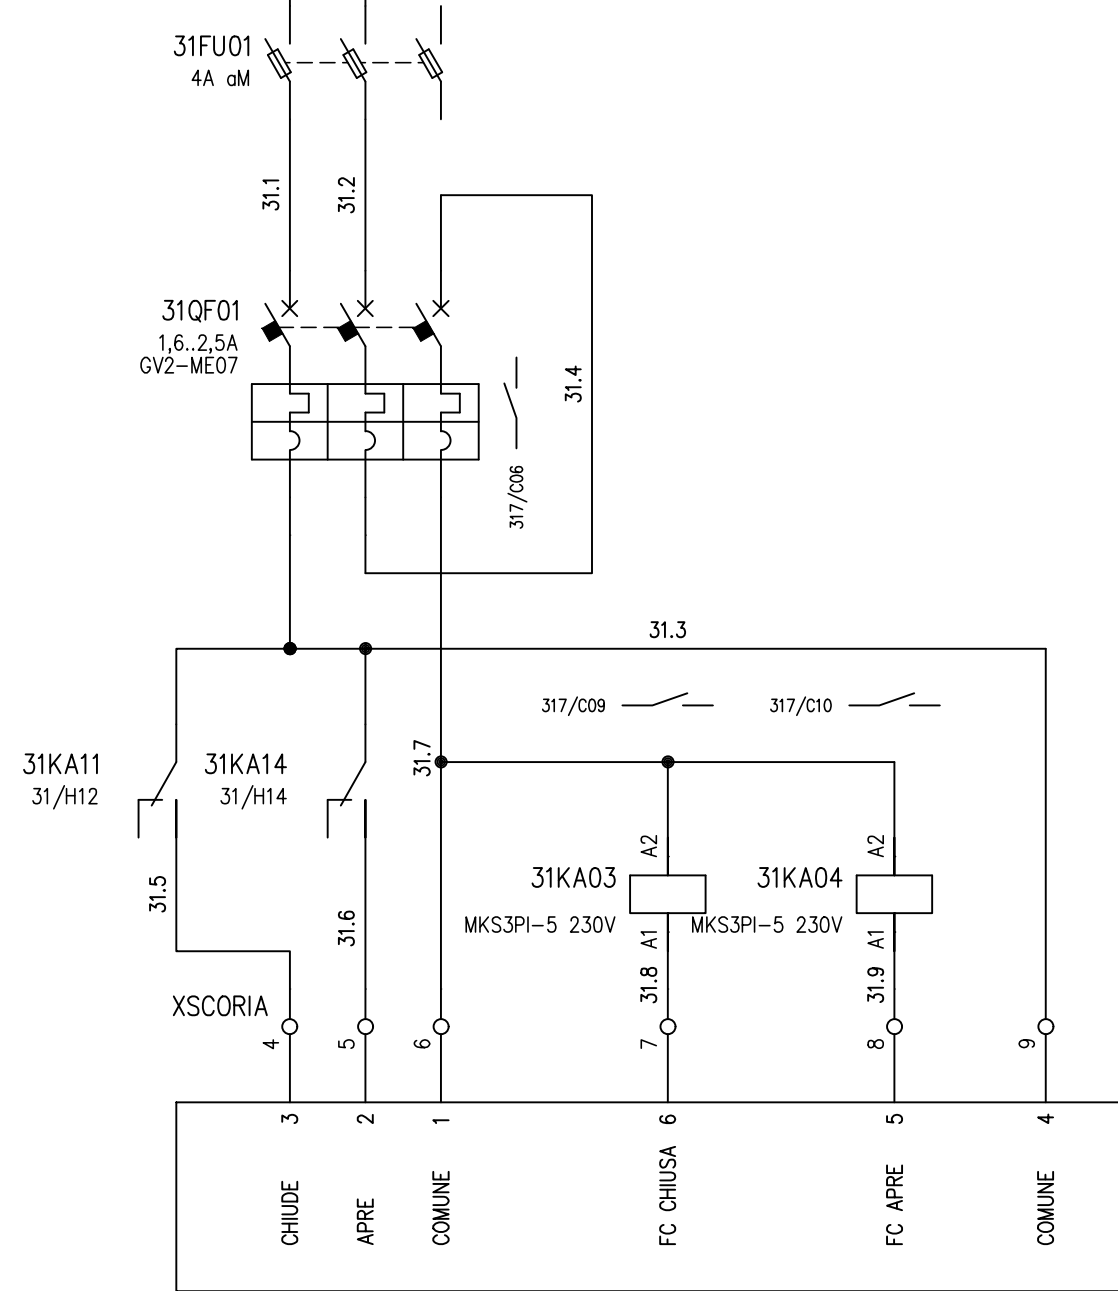 31FU01
4A aM
31.1
31.2
31QF01
1,6..2,5A
GV2-ME07
31.4
317/C06
31.3
317/C09
317/C10
31.7
31KA11
31/H12
31KA14
31/H14
A2
A2
31KA03
31KA04
MKS3PI-5 230V
MKS3PI-5 230V
A1
A1
31.5
31.6
31.8
31.9
XSCORIA
4
5
6
7
8
9
3
2
1
6
5
4
CHIUDE
APRE
COMUNE
FC CHIUSA
FC APRE
COMUNE